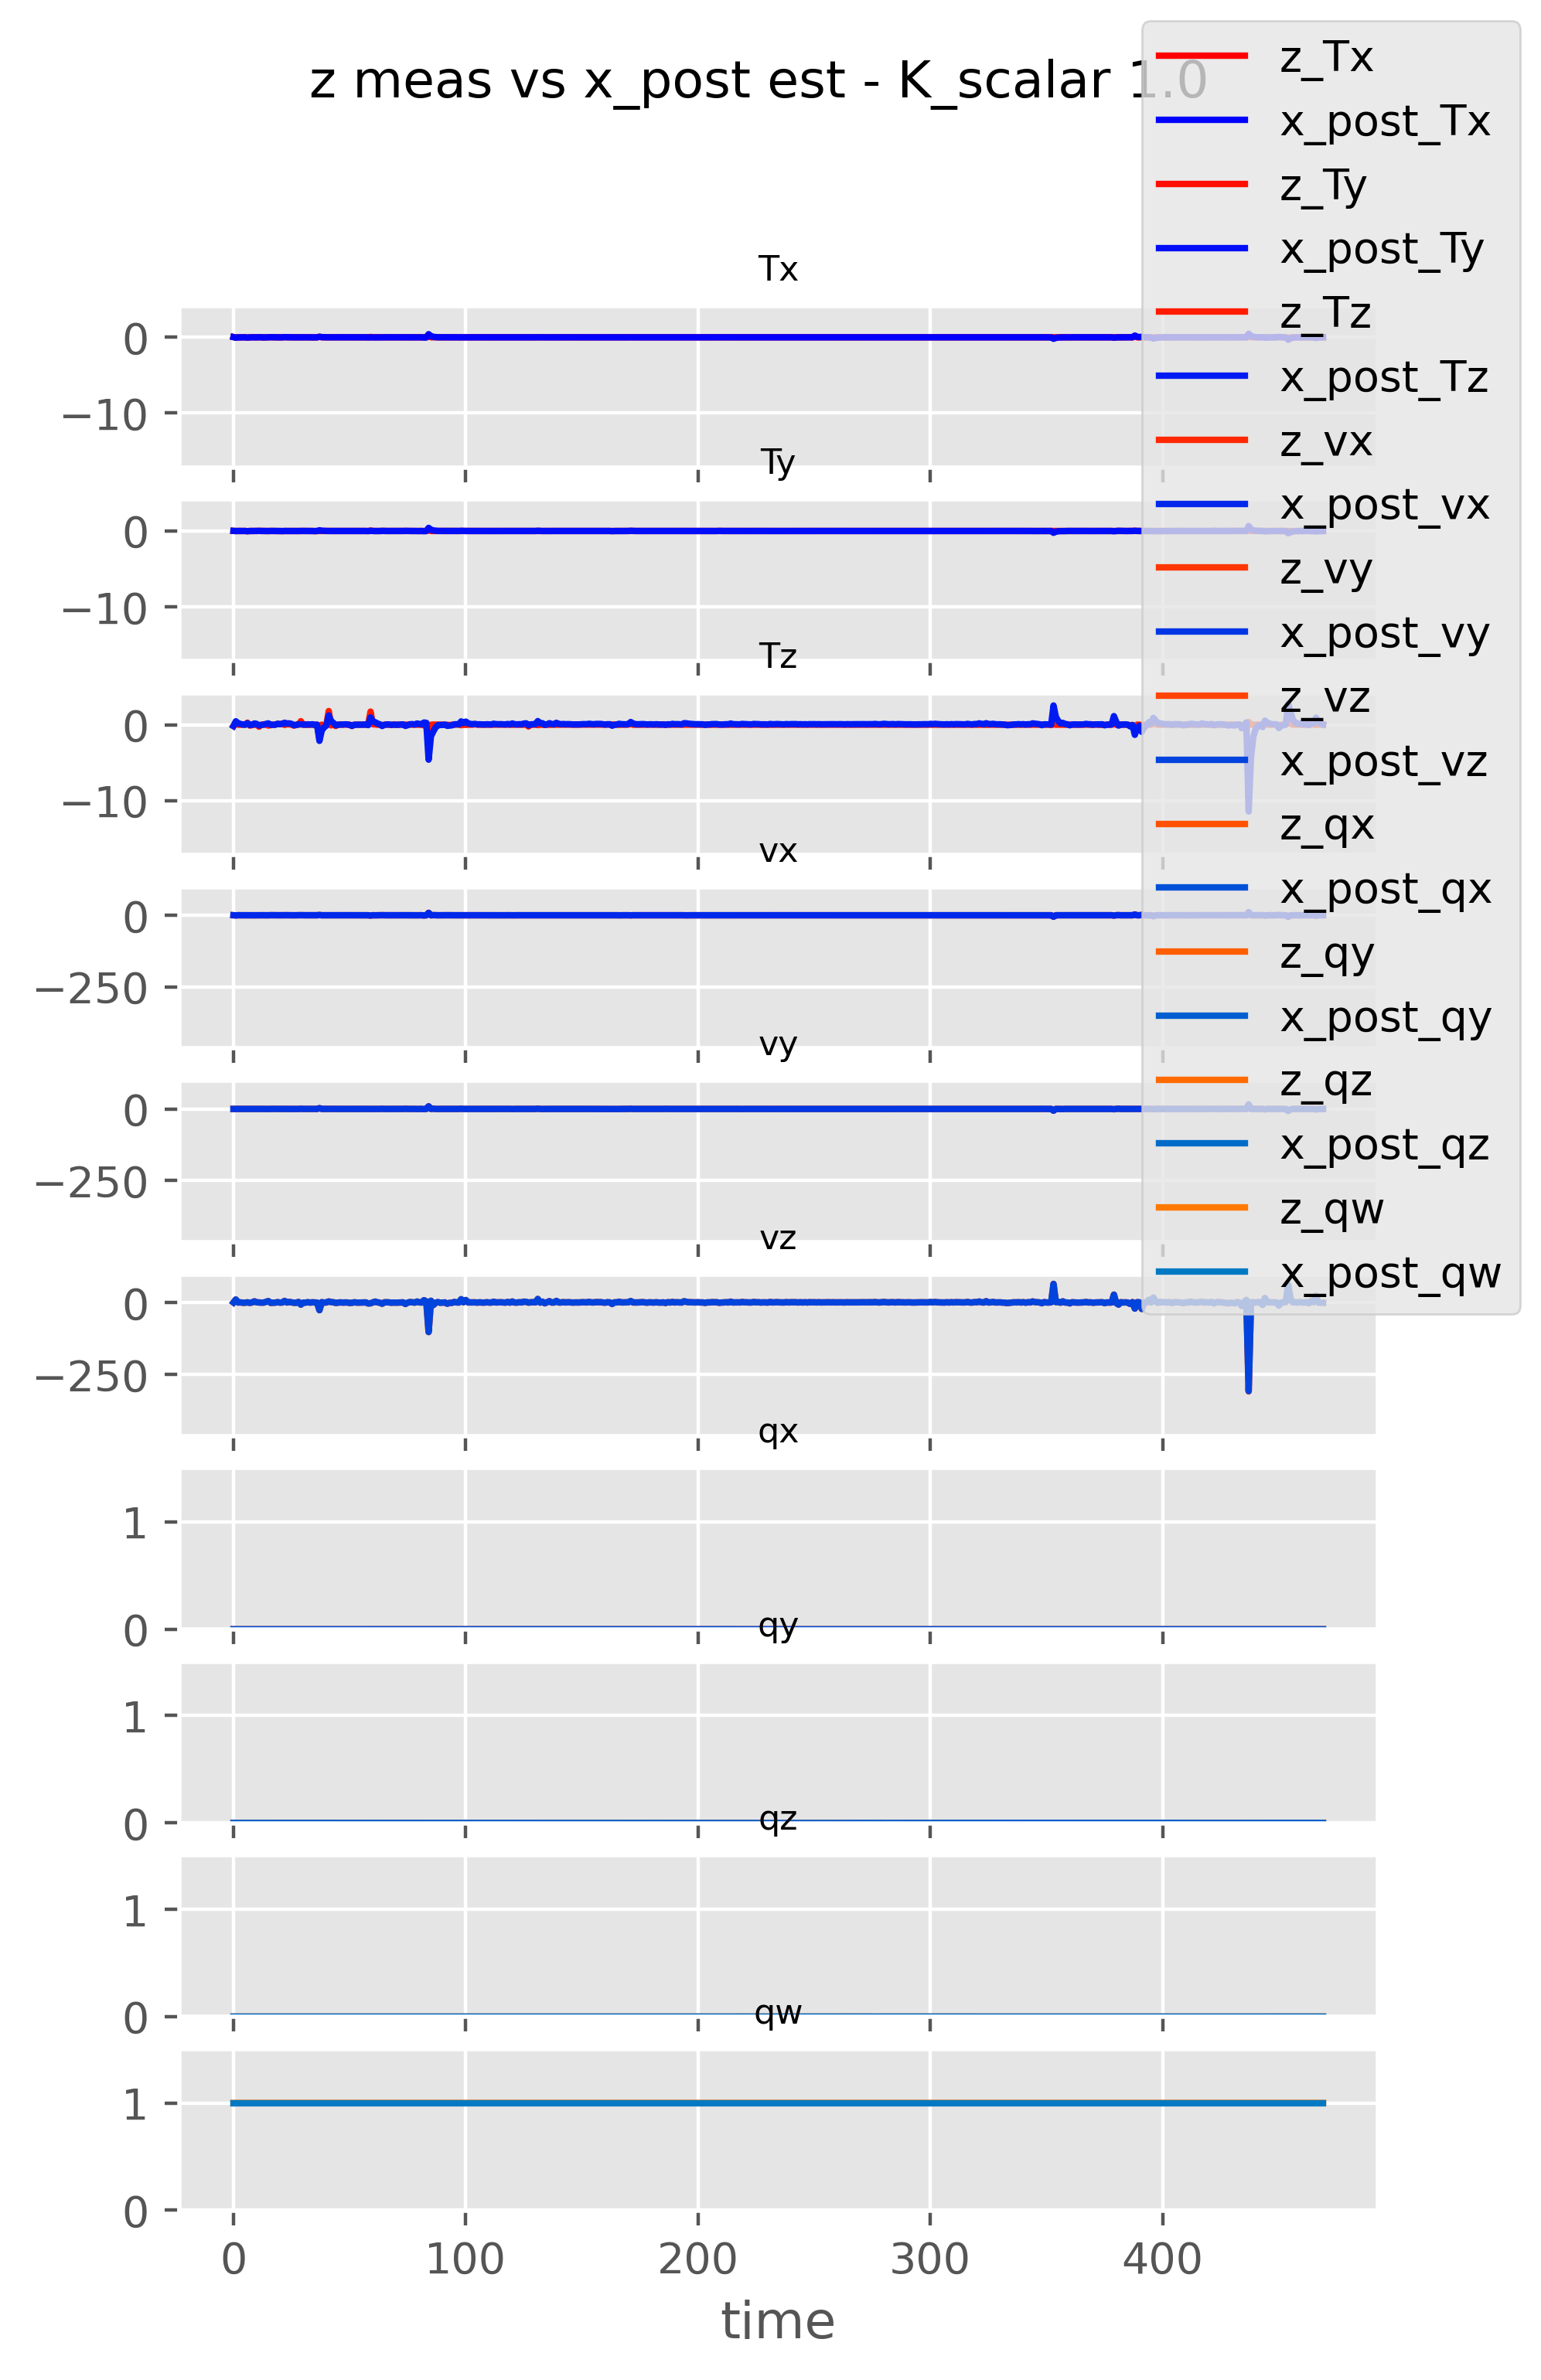 z meas vs x_post est - K_scalar 1.0
z_Tx
x_post_Tx
z_Ty
x_post_Ty
z_Tz
x_post_Tz
z_vx
x_post_vx
z_vy
x_post_vy
z_vz
x_post_vz
z_qx
x_post_qx
z_qy
x_post_qy
z_qz
x_post_qz
z_qw
x_post_qw
Tx
0
−10
Ty
0
−10
Tz
0
−10
vx
0
−250
vy
0
−250
vz
0
−250
qx
1
0
qy
1
0
qz
1
0
qw
1
0
0 100 200 300 400
time